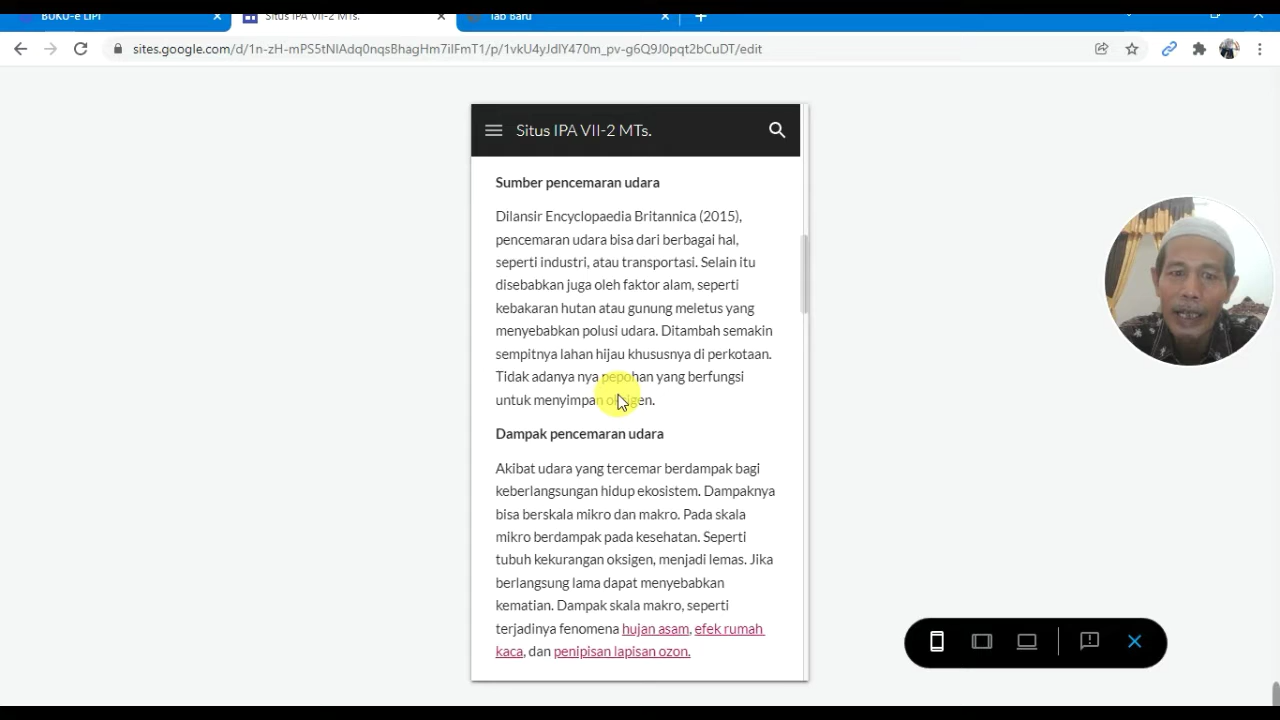 BUKU-e LIPI
Situs IPA VII-2 MTs.
Tab Baru
sites.google.com/d/1n-zH-mPS5tNIAdq0nqsBhagHm7ilFmT1/p/1vkU4yJdlY470m_pv-g6Q9J0pqt2bCuDT/edit
Situs IPA VII-2 MTs.
Sumber pencemaran udara
Dilansir Encyclopaedia Britannica (2015),
pencemaran udara bisa dari berbagai hal,
seperti industri, atau transportasi. Selain itu
disebabkan juga oleh faktor alam, seperti
kebakaran hutan atau gunung meletus yang
menyebabkan polusi udara. Ditambah semakin
sempitnya lahan hijau khususnya di perkotaan.
Tidak adanya nya pepohan yang berfungsi
untuk menyimpan oksigen.
Dampak pencemaran udara
Akibat udara yang tercemar berdampak bagi
keberlangsungan hidup ekosistem. Dampaknya
bisa berskala mikro dan makro. Pada skala
mikro berdampak pada kesehatan. Seperti
tubuh kekurangan oksigen, menjadi lemas. Jika
berlangsung lama dapat menyebabkan
kematian. Dampak skala makro, seperti
terjadinya fenomena hujan asam, efek rumah
kaca, dan penipisan lapisan ozon.